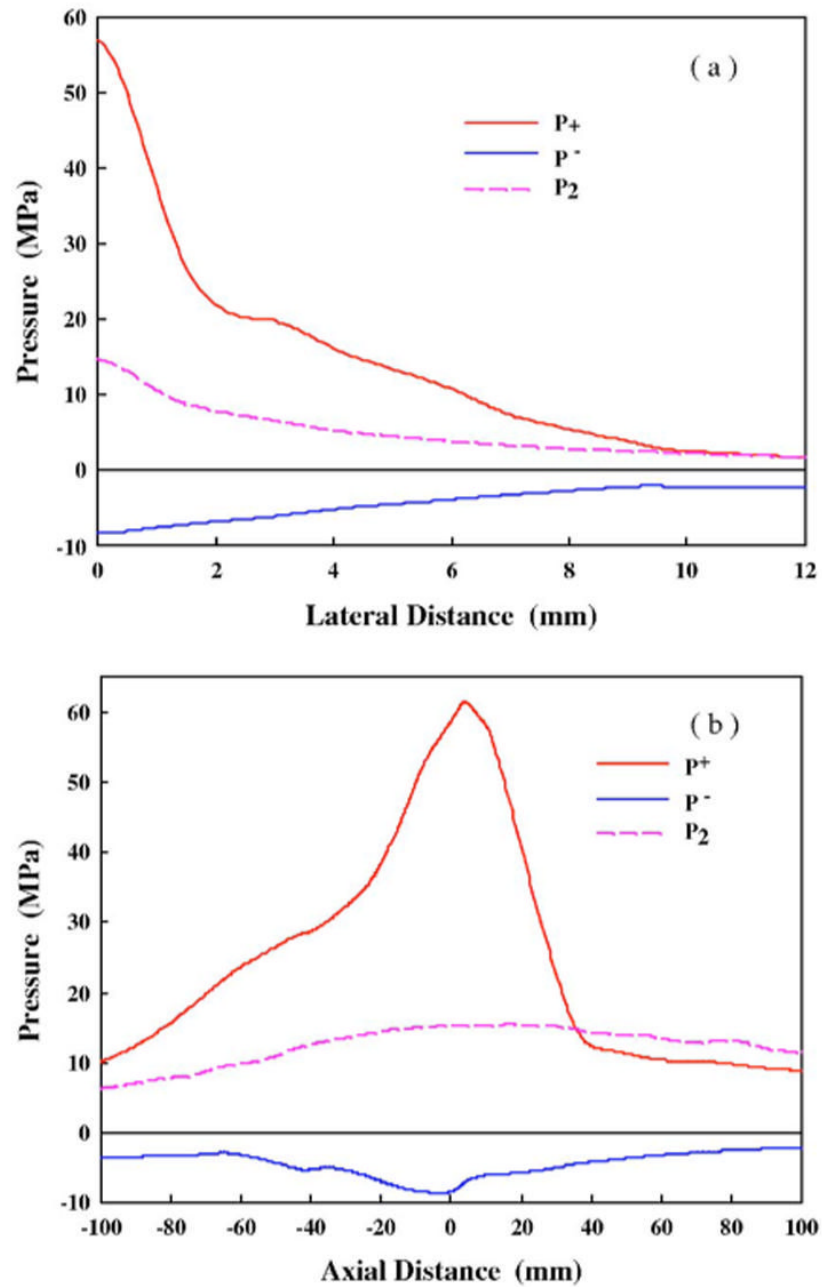 60
50
40
30
20
10
0
-10
Pressure (MPa)
( a )
P+
P -
P2
0 2 4 6 8 10 12
Lateral Distance (mm)
60
50
40
30
20
10
0
-10
Pressure (MPa)
( b )
P+
P -
P2
-100 -80 -60 -40 -20 0 20 40 60 80 100
Axial Distance (mm)